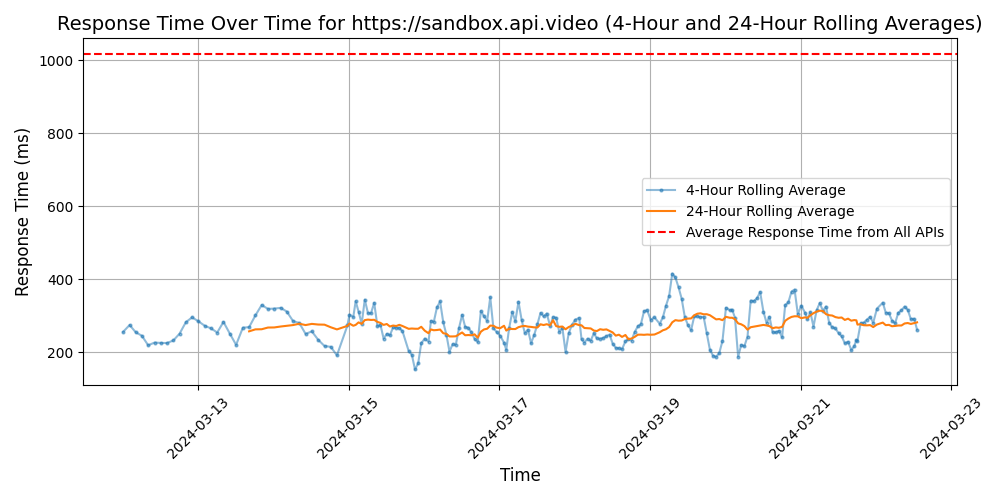 Response Time Over Time for https://sandbox.api.video (4-Hour and 24-Hour Rolling Averages)
Response Time (ms)
1000
800
600
400
200
4-Hour Rolling Average
24-Hour Rolling Average
Average Response Time from All APIs
2024-03-13
2024-03-15
2024-03-17
2024-03-19
2024-03-21
2024-03-23
Time